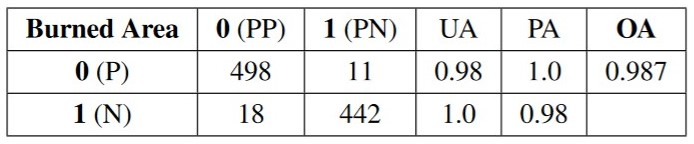 Burned Area 0 (PP) 1 (PN) UA PA OA
0 (P) 498 11 0.98 1.0 0.987
1 (N) 18 442 1.0 0.98